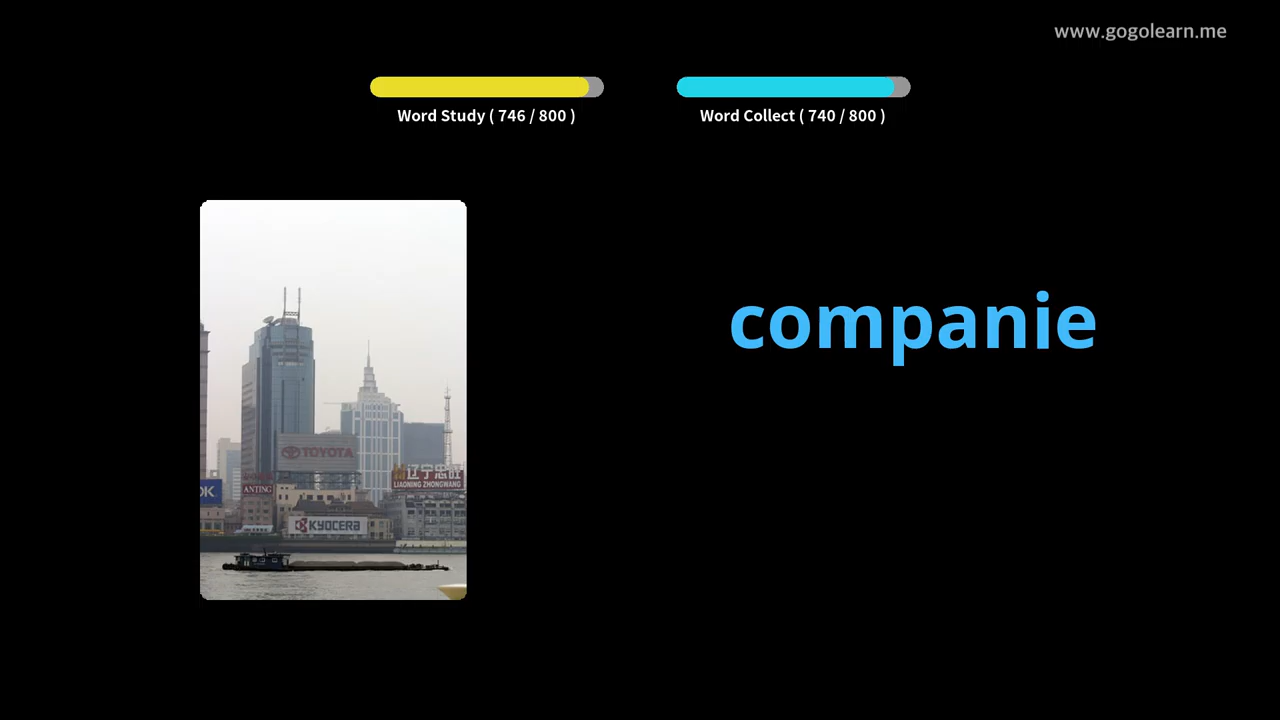 www.gogolearn.me
Word Study ( 746 / 800 )
Word Collect ( 740 / 800 )
companie
TOYOTA
辽宁忠旺
LIAONING ZHONGWANG
OK
ANTING
KYOCERA